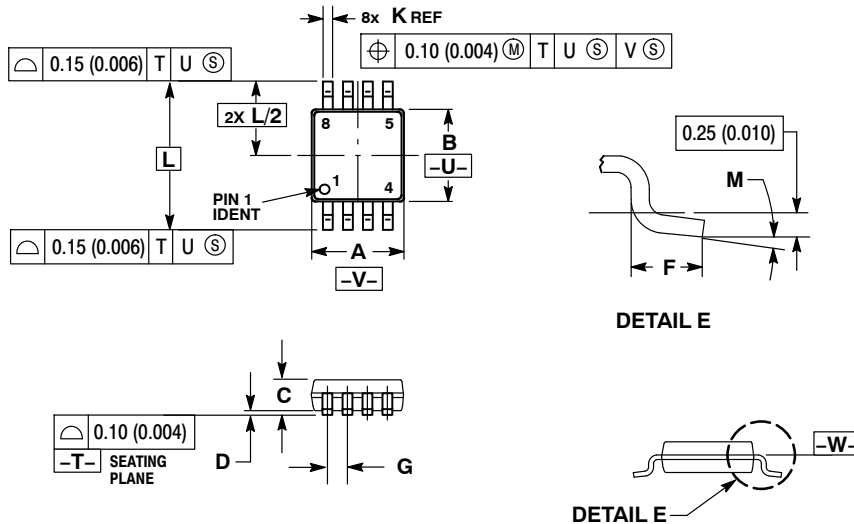 8x K REF
⌓ 0.15 (0.006) T U Ⓢ
⌖ 0.10 (0.004) Ⓜ T U Ⓢ V Ⓢ
2X L/2
8 5
B
–U–
L
PIN 1
IDENT
1 4
⌓ 0.15 (0.006) T U Ⓢ
A
–V–
0.25 (0.010)
M
F
DETAIL E
C
⌓ 0.10 (0.004)
–T– SEATING
PLANE
D
G
–W–
DETAIL E